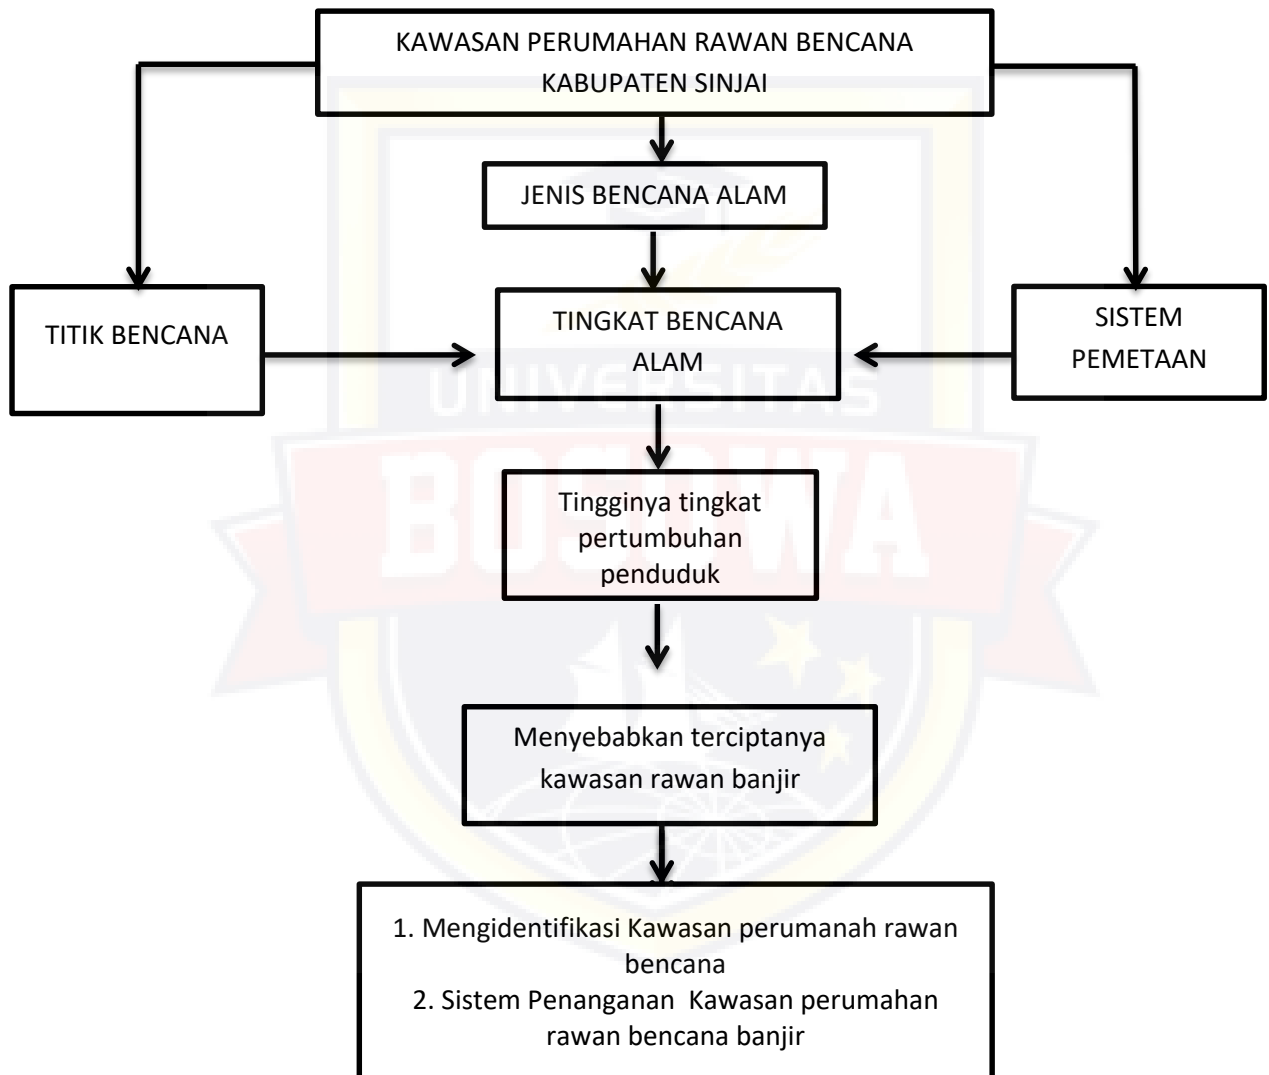 KAWASAN PERUMAHAN RAWAN BENCANA
KABUPATEN SINJAI
JENIS BENCANA ALAM
TITIK BENCANA
TINGKAT BENCANA
ALAM
SISTEM
PEMETAAN
UNIVERSITAS
BOSOWA
Tingginya tingkat
pertumbuhan
penduduk
Menyebabkan terciptanya
kawasan rawan banjir
1. Mengidentifikasi Kawasan perumanah rawan
bencana
2. Sistem Penanganan Kawasan perumahan
rawan bencana banjir